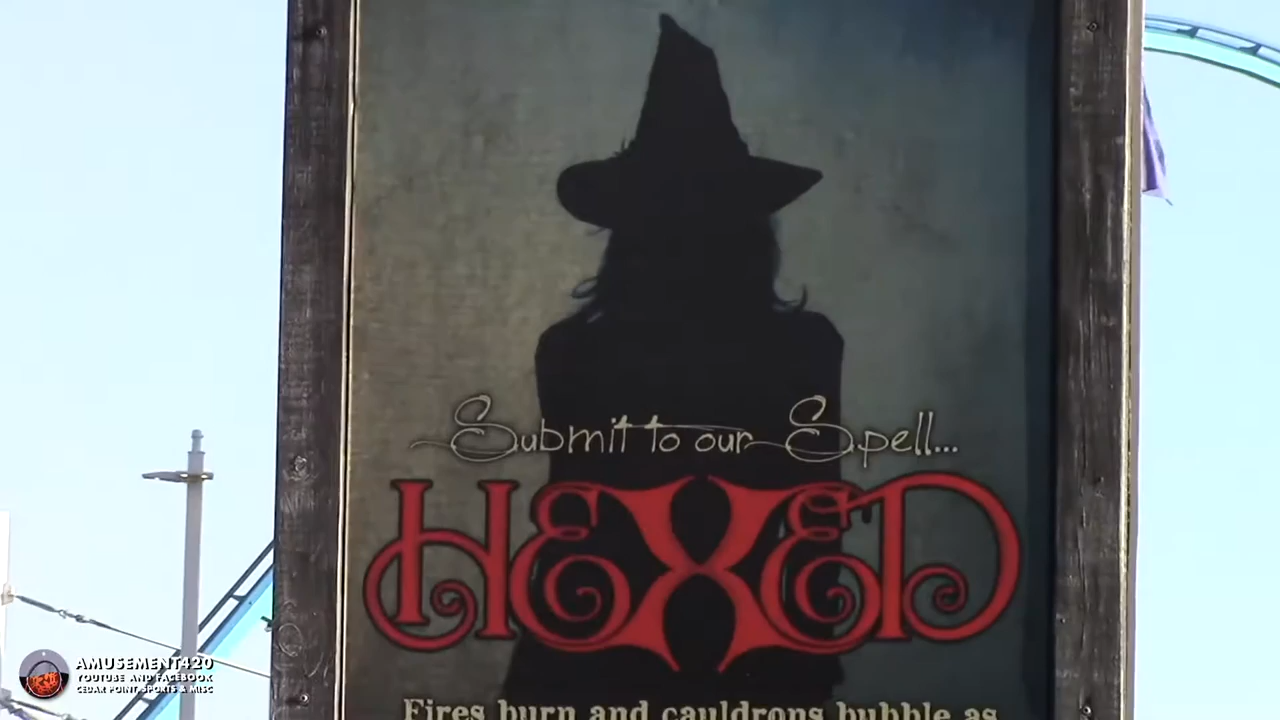 Submit to our Spell...
HEXED
Fires burn and cauldrons bubble as
AMUSEMENT420
YOUTUBE AND FACEBOOK
CEDAR POINT SPORTS & MISC